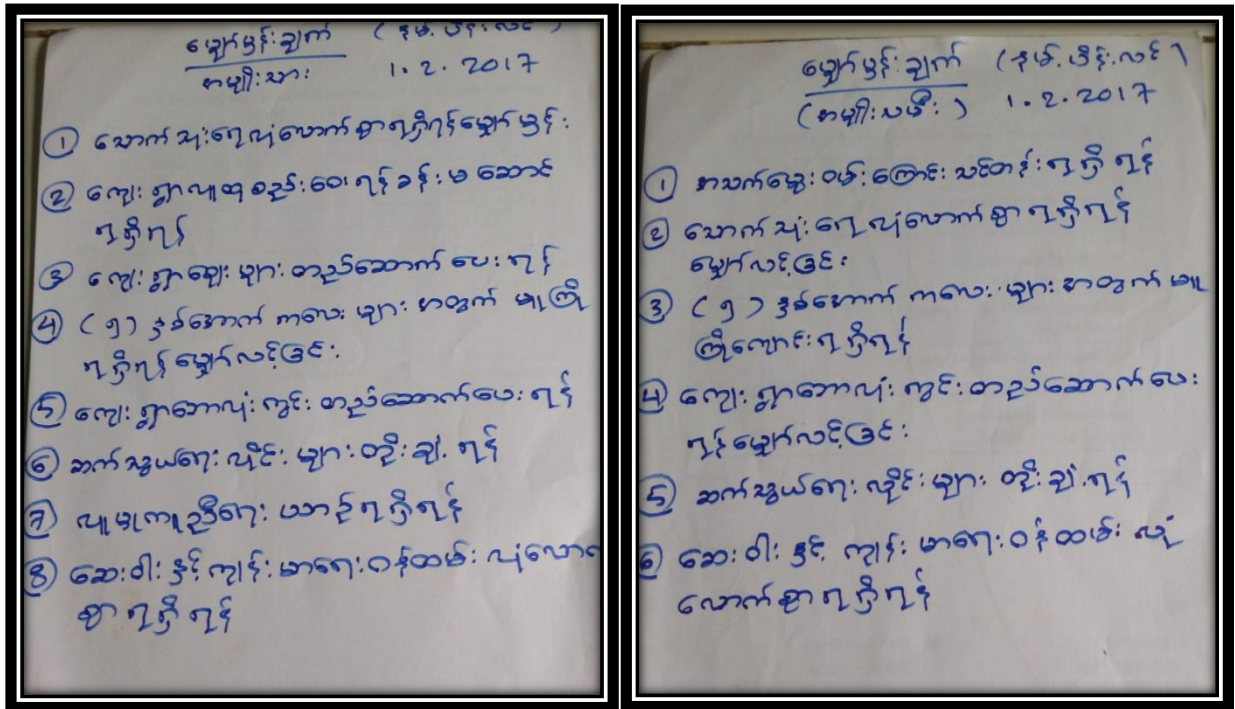 မျှော်မှန်းချက် (နမ့်.ဟိန်.လင်)
အမျိုးသား 1.2.2017
① သောက်သုံးရေလုံလောက်စွာရရှိရန်မျှော်မှန်း
② ကျေးရွာလူထုစည်းဝေးရန်ခန်းမဆောင်
ရရှိရန်
③ ကျေးရွာဈေးများတည်ဆောက်ပေးရန်
④ (၅) နှစ်အောက် ကလေးများအတွက် မူကြို
ရရှိရန်မျှော်လင့်ခြင်း
⑤ ကျေးရွာဘောလုံးကွင်းတည်ဆောက်ပေးရန်
⑥ ဆက်သွယ်ရေးလိုင်းများတိုးချဲ့ရန်
⑦ လူမှုကူညီရေးယာဉ်ရရှိရန်
⑧ ဆေးဝါးနှင့်ကျန်းမာရေးဝန်ထမ်းလုံလောက်
စွာရရှိရန်
မျှော်မှန်းချက် (နမ့်.ဟိန်.လင်)
(အမျိုးသမီး) 1.2.2017
① အသက်မွေးဝမ်းကြောင်းသင်တန်းရရှိရန်
② သောက်သုံးရေလုံလောက်စွာရရှိရန်
မျှော်လင့်ခြင်း
③ (၅) နှစ်အောက် ကလေးများအတွက် မူ
ကြိုကျောင်းရရှိရန်
④ ကျေးရွာဘောလုံးကွင်းတည်ဆောက်ပေး
ရန်မျှော်လင့်ခြင်း
⑤ ဆက်သွယ်ရေးလိုင်းများတိုးချဲ့ရန်
⑥ ဆေးဝါးနှင့်ကျန်းမာရေးဝန်ထမ်းလုံ
လောက်စွာရရှိရန်